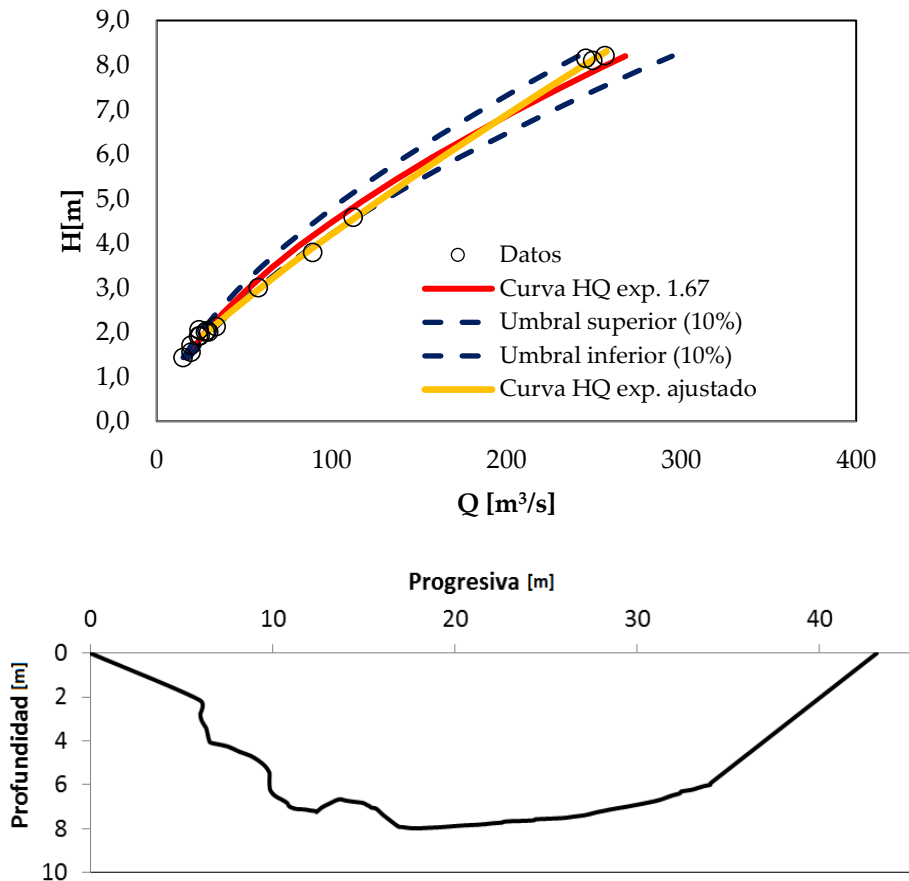 9,0
8,0
7,0
6,0
5,0
4,0
3,0
2,0
1,0
0,0
H[m]
Datos
Curva HQ exp. 1.67
Umbral superior (10%)
Umbral inferior (10%)
Curva HQ exp. ajustado
0 100 200 300 400
Q [m³/s]
Progresiva [m]
0 10 20 30 40
Profundidad [m]
0
2
4
6
8
10